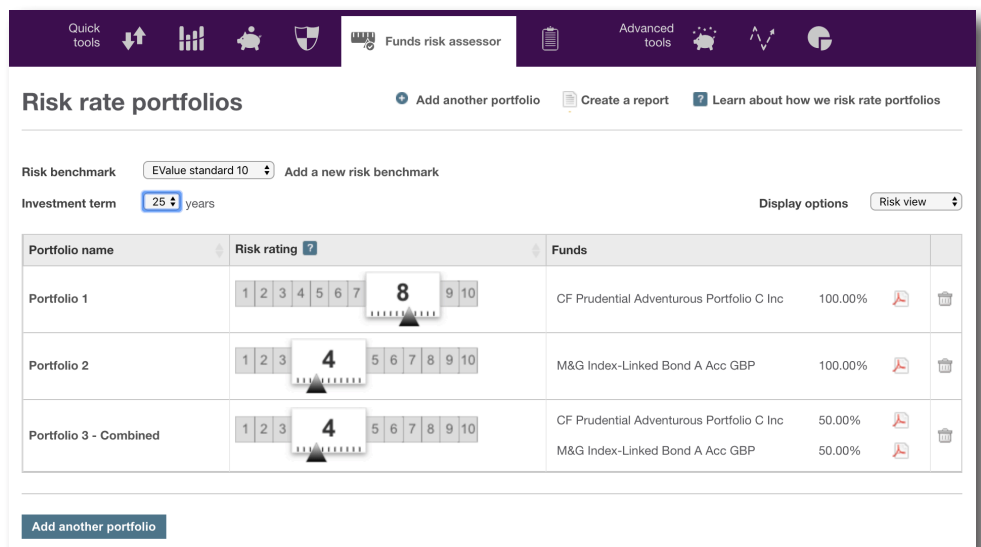 Quick tools
Funds risk assessor
Advanced tools
Risk rate portfolios
Add another portfolio
Create a report
? Learn about how we risk rate portfolios
Risk benchmark EValue standard 10 Add a new risk benchmark
Investment term 25 years
Display options Risk view
Portfolio name Risk rating ? Funds
Portfolio 1
1 2 3 4 5 6 7 8 9 10
CF Prudential Adventurous Portfolio C Inc 100.00%
Portfolio 2
1 2 3 4 5 6 7 8 9 10
M&G Index-Linked Bond A Acc GBP 100.00%
Portfolio 3 - Combined
1 2 3 4 5 6 7 8 9 10
CF Prudential Adventurous Portfolio C Inc 50.00%
M&G Index-Linked Bond A Acc GBP 50.00%
Add another portfolio